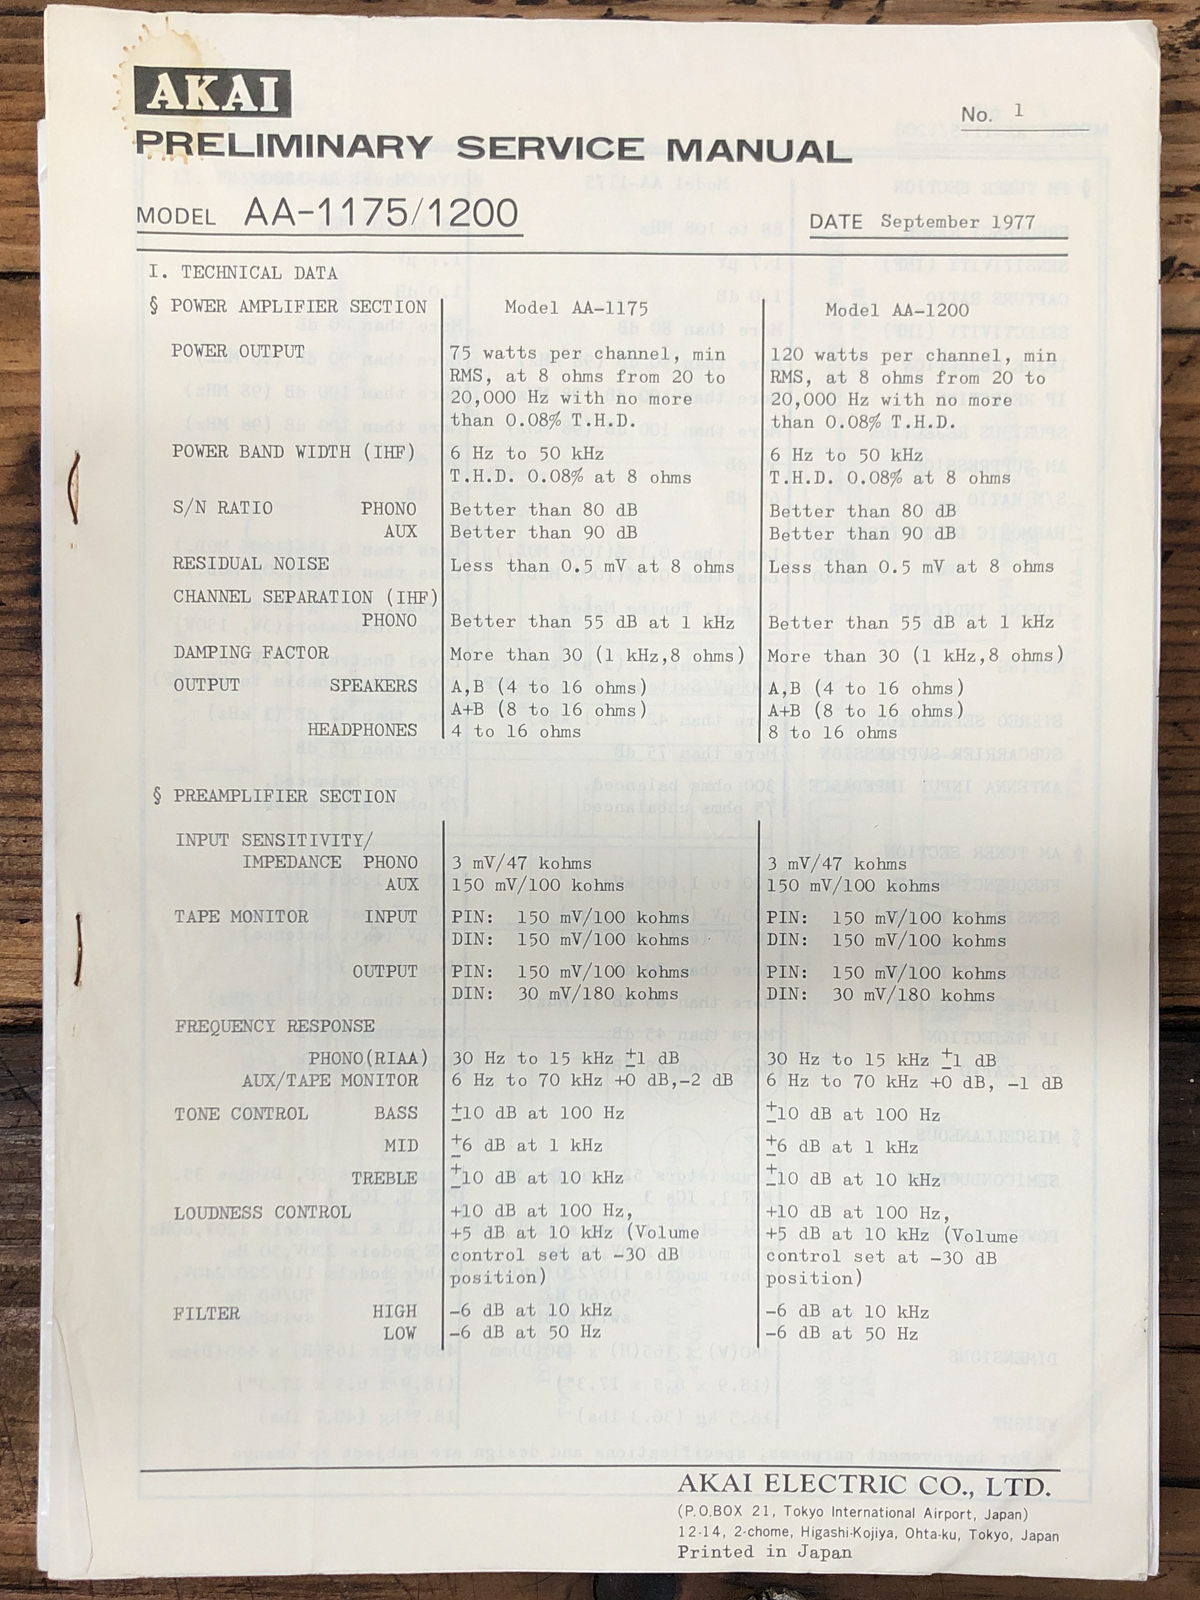 AKAI
No. 1
PRELIMINARY SERVICE MANUAL
MODEL AA-1175/1200
DATE September 1977
I. TECHNICAL DATA
§ POWER AMPLIFIER SECTION Model AA-1175 Model AA-1200
POWER OUTPUT 75 watts per channel, min 120 watts per channel, min
RMS, at 8 ohms from 20 to RMS, at 8 ohms from 20 to
20,000 Hz with no more 20,000 Hz with no more
than 0.08% T.H.D. than 0.08% T.H.D.
POWER BAND WIDTH (IHF) 6 Hz to 50 kHz 6 Hz to 50 kHz
T.H.D. 0.08% at 8 ohms T.H.D. 0.08% at 8 ohms
S/N RATIO PHONO Better than 80 dB Better than 80 dB
AUX Better than 90 dB Better than 90 dB
RESIDUAL NOISE Less than 0.5 mV at 8 ohms Less than 0.5 mV at 8 ohms
CHANNEL SEPARATION (IHF)
PHONO Better than 55 dB at 1 kHz Better than 55 dB at 1 kHz
DAMPING FACTOR More than 30 (1 kHz,8 ohms) More than 30 (1 kHz,8 ohms)
OUTPUT SPEAKERS A,B (4 to 16 ohms) A,B (4 to 16 ohms)
A+B (8 to 16 ohms) A+B (8 to 16 ohms)
HEADPHONES 4 to 16 ohms 8 to 16 ohms
§ PREAMPLIFIER SECTION
INPUT SENSITIVITY/
IMPEDANCE PHONO 3 mV/47 kohms 3 mV/47 kohms
AUX 150 mV/100 kohms 150 mV/100 kohms
TAPE MONITOR INPUT PIN: 150 mV/100 kohms PIN: 150 mV/100 kohms
DIN: 150 mV/100 kohms DIN: 150 mV/100 kohms
OUTPUT PIN: 150 mV/100 kohms PIN: 150 mV/100 kohms
DIN: 30 mV/180 kohms DIN: 30 mV/180 kohms
FREQUENCY RESPONSE
PHONO(RIAA) 30 Hz to 15 kHz ±1 dB 30 Hz to 15 kHz ±1 dB
AUX/TAPE MONITOR 6 Hz to 70 kHz +0 dB,-2 dB 6 Hz to 70 kHz +0 dB, -1 dB
TONE CONTROL BASS ±10 dB at 100 Hz ±10 dB at 100 Hz
MID ±6 dB at 1 kHz ±6 dB at 1 kHz
TREBLE ±10 dB at 10 kHz ±10 dB at 10 kHz
LOUDNESS CONTROL +10 dB at 100 Hz, +10 dB at 100 Hz,
+5 dB at 10 kHz (Volume +5 dB at 10 kHz (Volume
control set at -30 dB control set at -30 dB
position) position)
FILTER HIGH -6 dB at 10 kHz -6 dB at 10 kHz
LOW -6 dB at 50 Hz -6 dB at 50 Hz
AKAI ELECTRIC CO., LTD.
(P.O.BOX 21, Tokyo International Airport, Japan)
12-14, 2-chome, Higashi-Kojiya, Ohta-ku, Tokyo, Japan
Printed in Japan